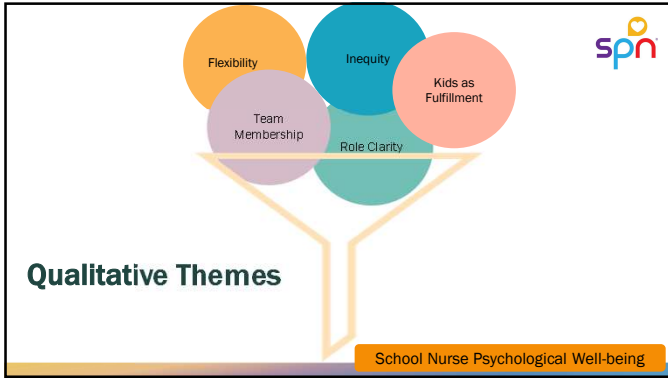 spn
Flexibility
Inequity
Kids as
Fulfillment
Team
Membership
Role Clarity
Qualitative Themes
School Nurse Psychological Well-being